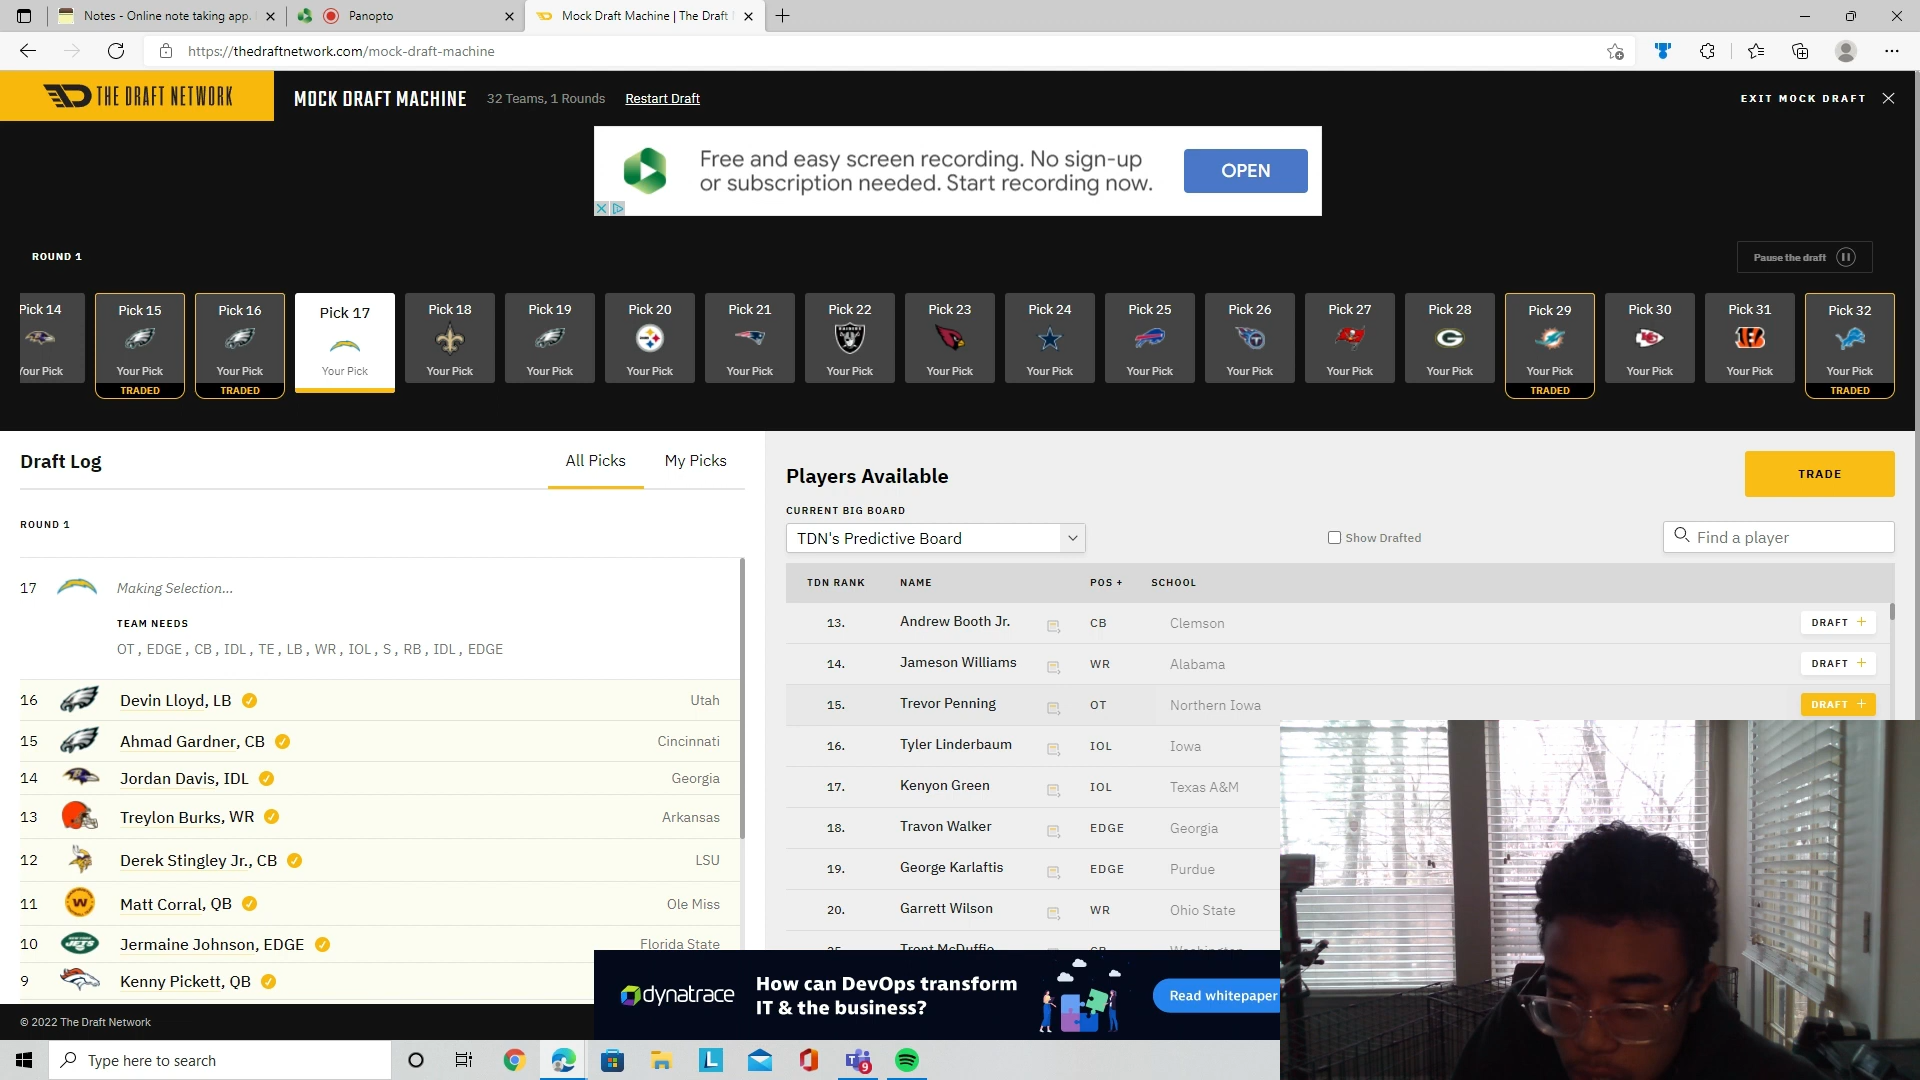 Notes - Online note taking app.
Panopto
Mock Draft Machine | The Draft
https://thedraftnetwork.com/mock-draft-machine
THE DRAFT NETWORK
MOCK DRAFT MACHINE
32 Teams, 1 Rounds
Restart Draft
EXIT MOCK DRAFT
Free and easy screen recording. No sign-up
or subscription needed. Start recording now.
OPEN
ROUND 1
Pause the draft
Pick 14
Your Pick
Pick 15
Your Pick
TRADED
Pick 16
Your Pick
TRADED
Pick 17
Your Pick
Pick 18
Your Pick
Pick 19
Your Pick
Pick 20
Your Pick
Pick 21
Your Pick
Pick 22
Your Pick
Pick 23
Your Pick
Pick 24
Your Pick
Pick 25
Your Pick
Pick 26
Your Pick
Pick 27
Your Pick
Pick 28
Your Pick
Pick 29
Your Pick
TRADED
Pick 30
Your Pick
Pick 31
Your Pick
Pick 32
Your Pick
TRADED
Draft Log
All Picks
My Picks
ROUND 1
17 Making Selection...
TEAM NEEDS
OT , EDGE , CB , IDL , TE , LB , WR , IOL , S , RB , IDL , EDGE
16 Devin Lloyd, LB Utah
15 Ahmad Gardner, CB Cincinnati
14 Jordan Davis, IDL Georgia
13 Treylon Burks, WR Arkansas
12 Derek Stingley Jr., CB LSU
11 Matt Corral, QB Ole Miss
10 Jermaine Johnson, EDGE Florida State
9 Kenny Pickett, QB
© 2022 The Draft Network
Players Available
TRADE
CURRENT BIG BOARD
TDN's Predictive Board
Show Drafted
Find a player
TDN RANK NAME POS + SCHOOL
13. Andrew Booth Jr. CB Clemson DRAFT +
14. Jameson Williams WR Alabama DRAFT +
15. Trevor Penning OT Northern Iowa DRAFT +
16. Tyler Linderbaum IOL Iowa
17. Kenyon Green IOL Texas A&M
18. Travon Walker EDGE Georgia
19. George Karlaftis EDGE Purdue
20. Garrett Wilson WR Ohio State
dynatrace
How can DevOps transform
IT & the business?
Read whitepaper
Type here to search
9